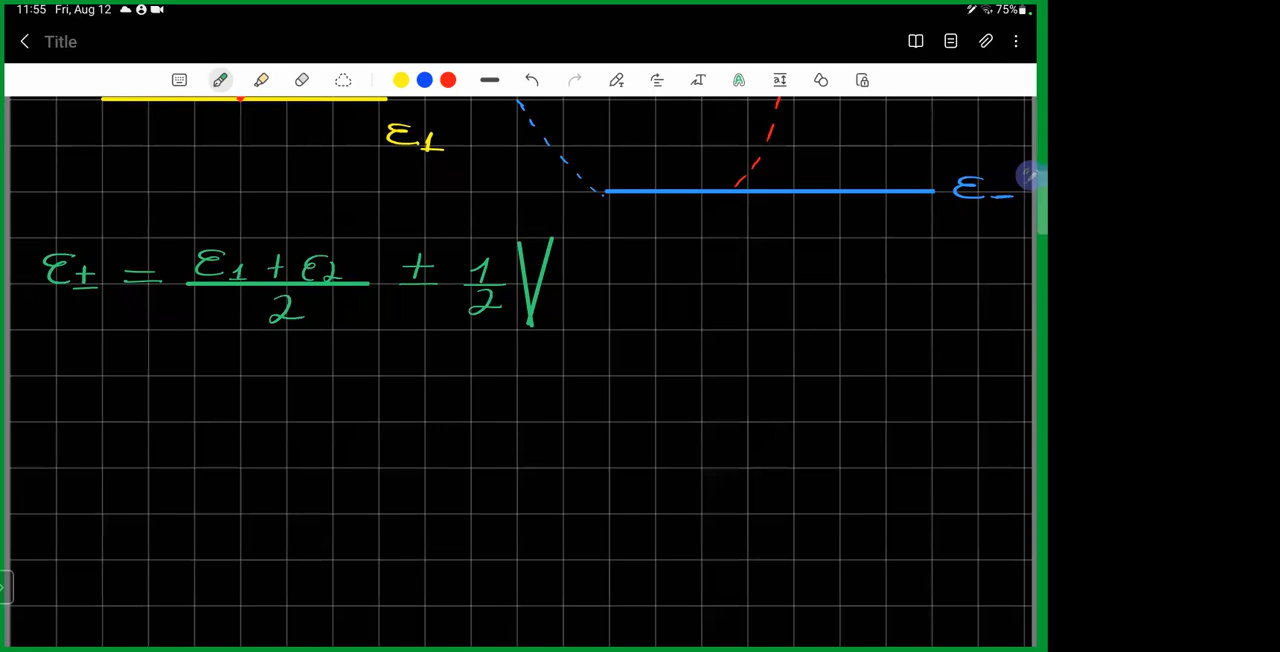 11:55 Fri, Aug 12
75%
Title
ε₁
ε₋
ε± = (ε₁ + ε₂)/2 ± 1/2 √